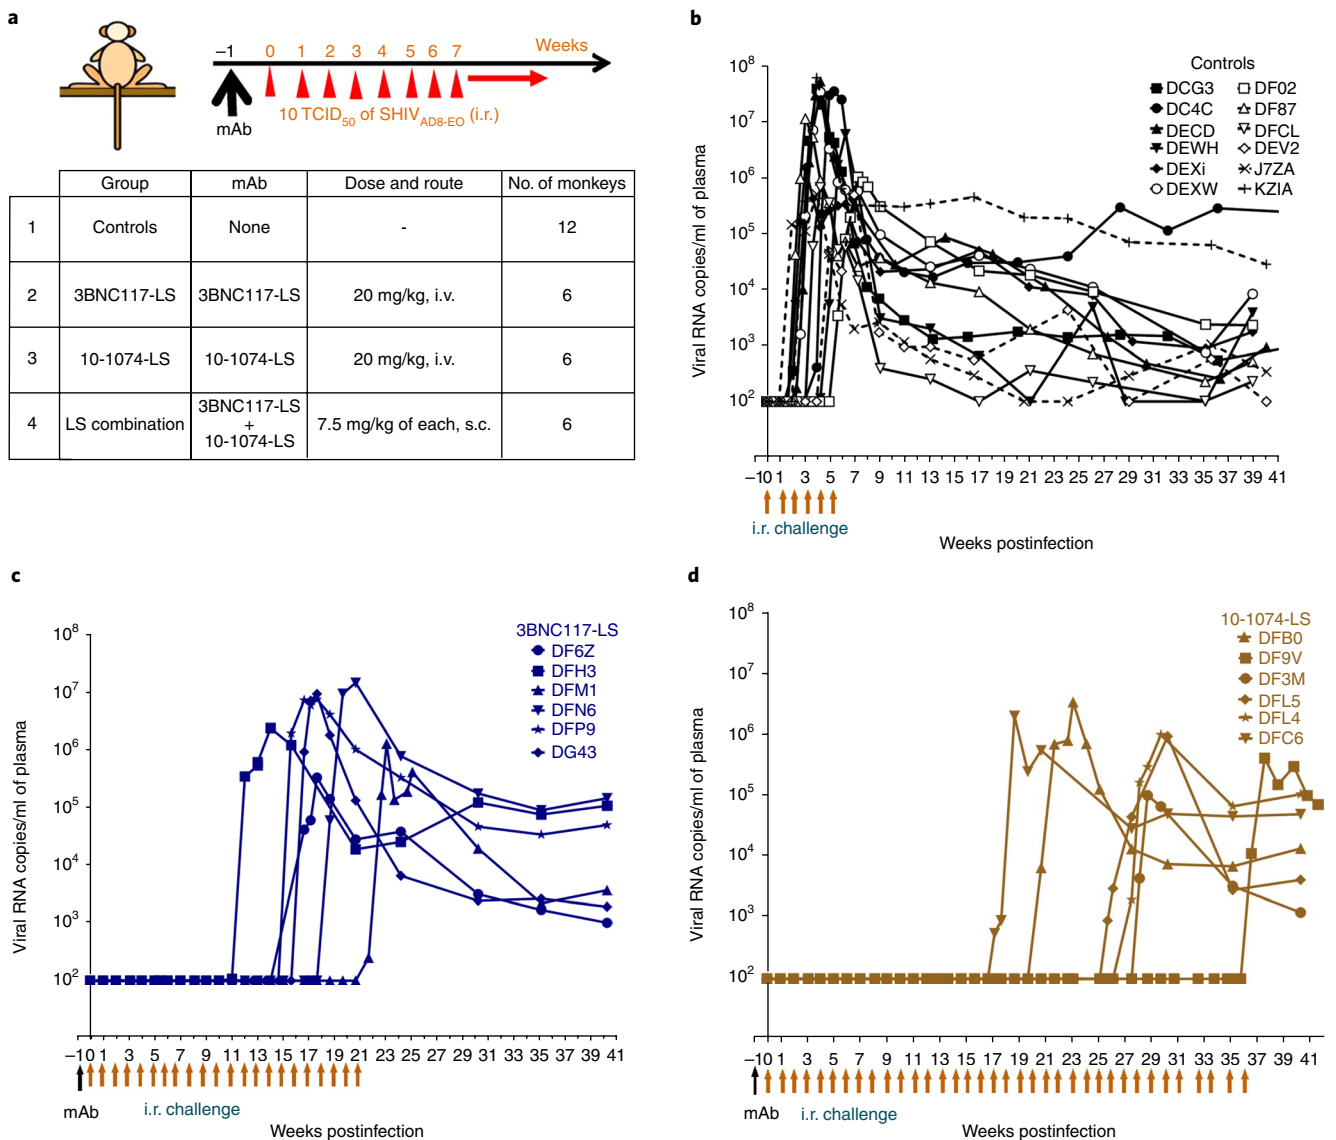 a
Weeks
−1 0 1 2 3 4 5 6 7
10 TCID50 of SHIVAD8-EO (i.r.)
mAb
Group mAb Dose and route No. of monkeys
1 Controls None - 12
2 3BNC117-LS 3BNC117-LS 20 mg/kg, i.v. 6
3 10-1074-LS 10-1074-LS 20 mg/kg, i.v. 6
4 LS combination 3BNC117-LS + 10-1074-LS 7.5 mg/kg of each, s.c. 6
b
Controls
DCG3 DF02
DC4C DF87
DECD DFCL
DEWH DEV2
DEXi J7ZA
DEXW KZIA
Viral RNA copies/ml of plasma
10^8
10^7
10^6
10^5
10^4
10^3
10^2
−10 1 3 5 7 9 11 13 15 17 19 21 23 25 27 29 31 33 35 37 39 41
i.r. challenge
Weeks postinfection
c
3BNC117-LS
DF6Z
DFH3
DFM1
DFN6
DFP9
DG43
Viral RNA copies/ml of plasma
10^8
10^7
10^6
10^5
10^4
10^3
10^2
−10 1 3 5 7 9 11 13 15 17 19 21 23 25 27 29 31 33 35 37 39 41
mAb
i.r. challenge
Weeks postinfection
d
10-1074-LS
DFB0
DF9V
DF3M
DFL5
DFL4
DFC6
Viral RNA copies/ml of plasma
10^8
10^7
10^6
10^5
10^4
10^3
10^2
−10 1 3 5 7 9 11 13 15 17 19 21 23 25 27 29 31 33 35 37 39 41
mAb
i.r. challenge
Weeks postinfection